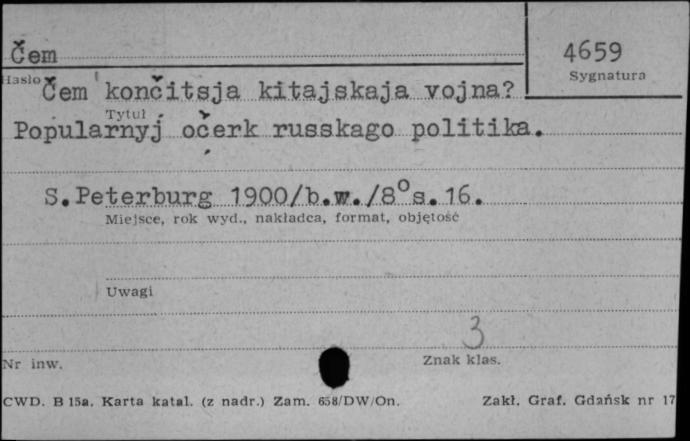 Čem
4659
Sygnatura
Hasło
Čem končitsja kitajskaja vojna?
Tytuł
Popularnyj očerk russkago politika.
S. Peterburg 1900/b.w./8° s. 16.
Miejsce, rok wyd., nakładca, format, objętość
Uwagi
3
Nr inw.
Znak klas.
CWD. B 15a. Karta katal. (z nadr.) Zam. 658/DW/On.
Zakł. Graf. Gdańsk nr 17